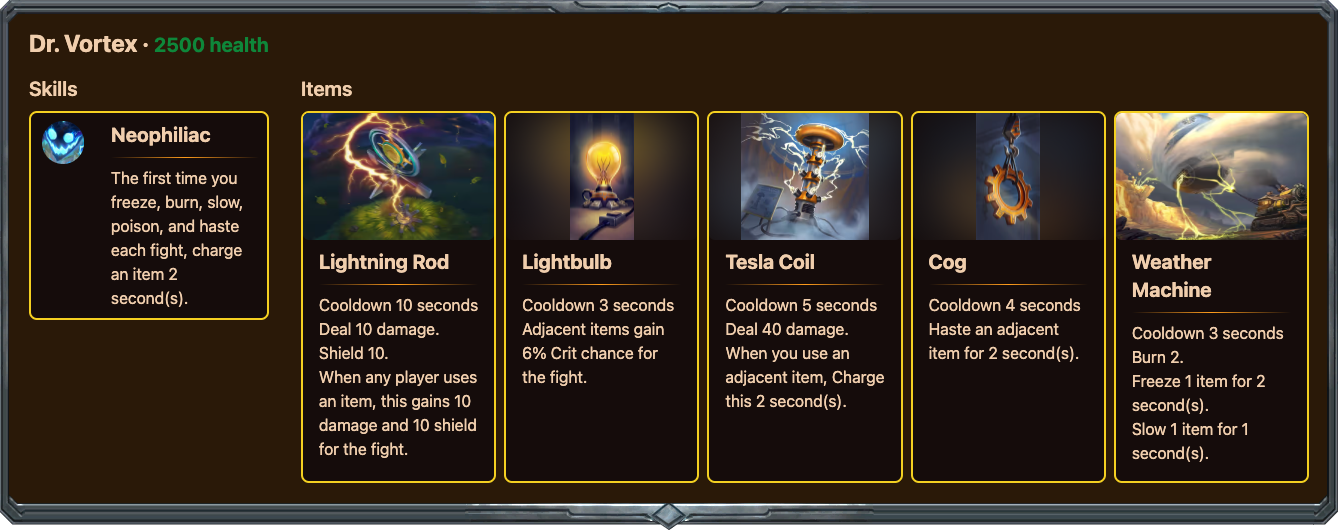 Dr. Vortex · 2500 health
Skills
Neophiliac
The first time you
freeze, burn, slow,
poison, and haste
each fight, charge
an item 2
second(s).
Items
Lightning Rod
Cooldown 10 seconds
Deal 10 damage.
Shield 10.
When any player uses
an item, this gains 10
damage and 10 shield
for the fight.
Lightbulb
Cooldown 3 seconds
Adjacent items gain
6% Crit chance for
the fight.
Tesla Coil
Cooldown 5 seconds
Deal 40 damage.
When you use an
adjacent item, Charge
this 2 second(s).
Cog
Cooldown 4 seconds
Haste an adjacent
item for 2 second(s).
Weather
Machine
Cooldown 3 seconds
Burn 2.
Freeze 1 item for 2
second(s).
Slow 1 item for 1
second(s).